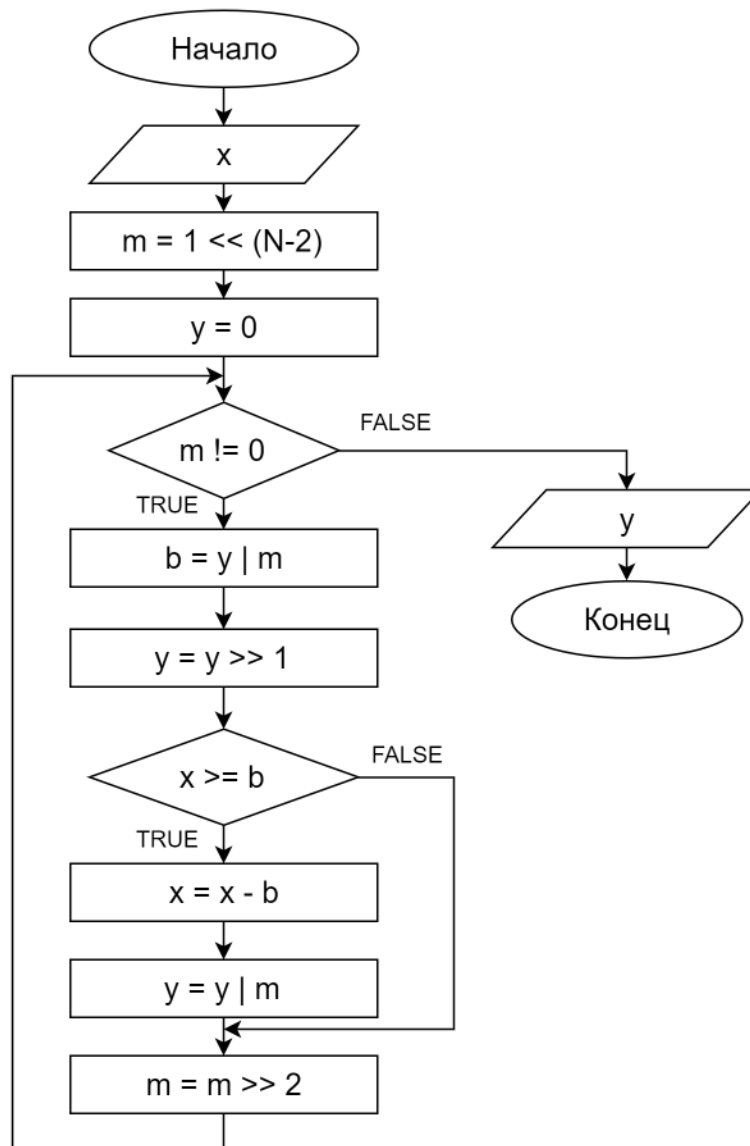 Начало
x
m = 1 << (N-2)
y = 0
m != 0
FALSE
TRUE
b = y | m
y
y = y >> 1
Конец
x >= b
FALSE
TRUE
x = x - b
y = y | m
m = m >> 2